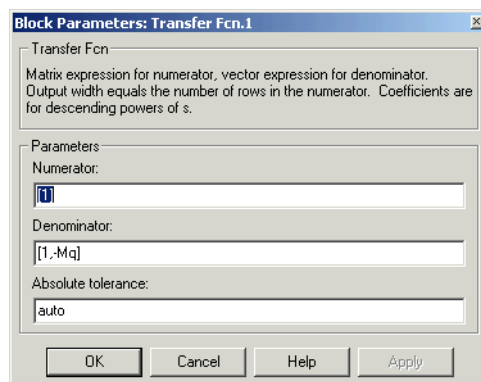 Block Parameters: Transfer Fcn.1
Transfer Fcn
Matrix expression for numerator, vector expression for denominator.
Output width equals the number of rows in the numerator.  Coefficients are
for descending powers of s.
Parameters
Numerator:
[1]
Denominator:
[1,-Mq]
Absolute tolerance:
auto
OK Cancel Help Apply